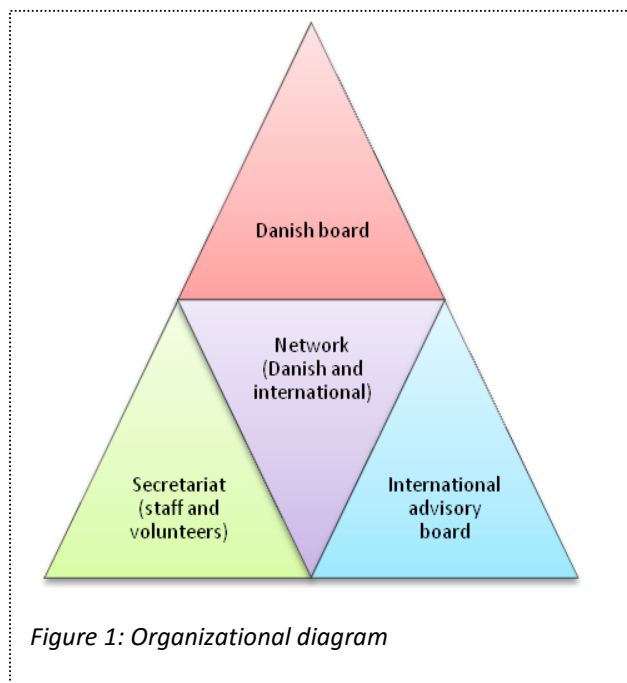 Danish board
Network
(Danish and
international)
Secretariat
(staff and
volunteers)
International
advisory
board
Figure 1: Organizational diagram